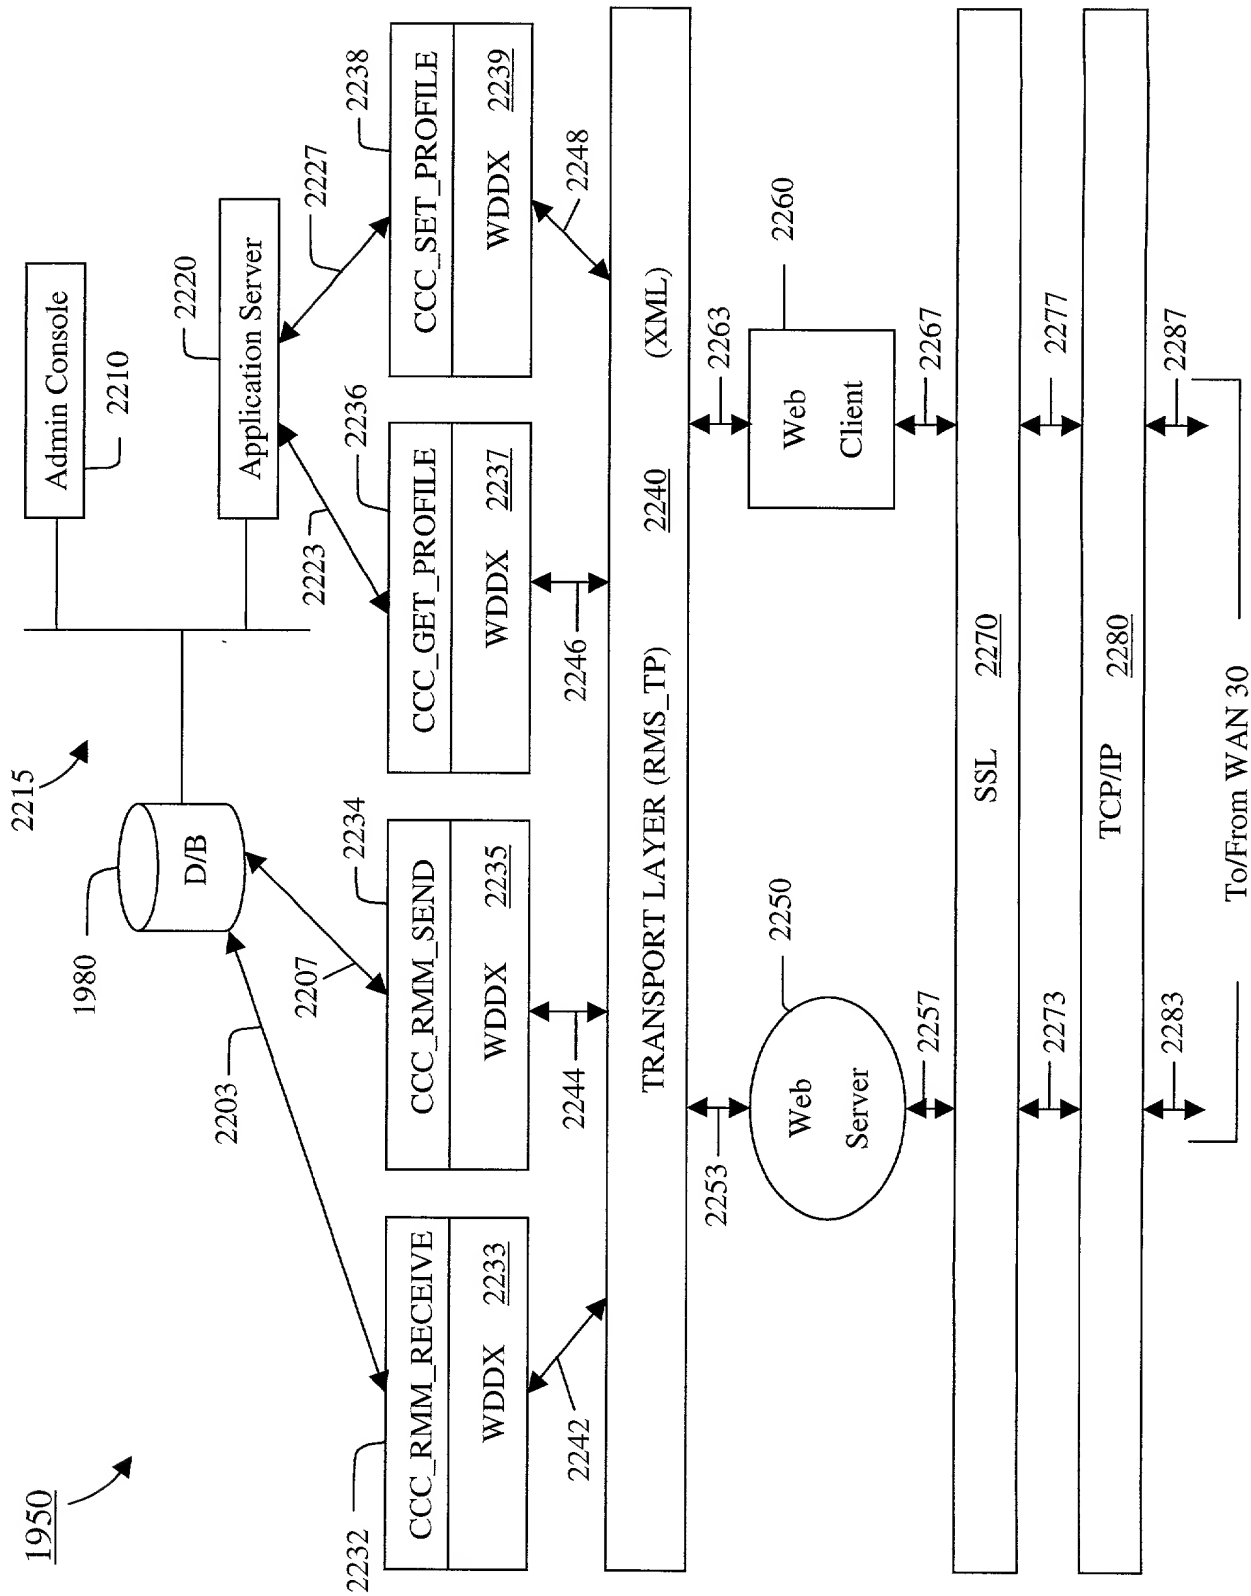 1950
2215
Admin Console
2210
1980
D/B
2220
Application Server
2203
2207
2223
2227
2232
2234
2236
2238
CCC_RMM_RECEIVE
WDDX 2233
CCC_RMM_SEND
WDDX 2235
CCC_GET_PROFILE
WDDX 2237
CCC_SET_PROFILE
WDDX 2239
2242
2244
2246
2248
TRANSPORT LAYER (RMS_TP) 2240 (XML)
2253
2263
2250
Web
Server
2260
Web
Client
2257
2267
SSL 2270
2273
2277
TCP/IP 2280
2283
2287
To/From WAN 30